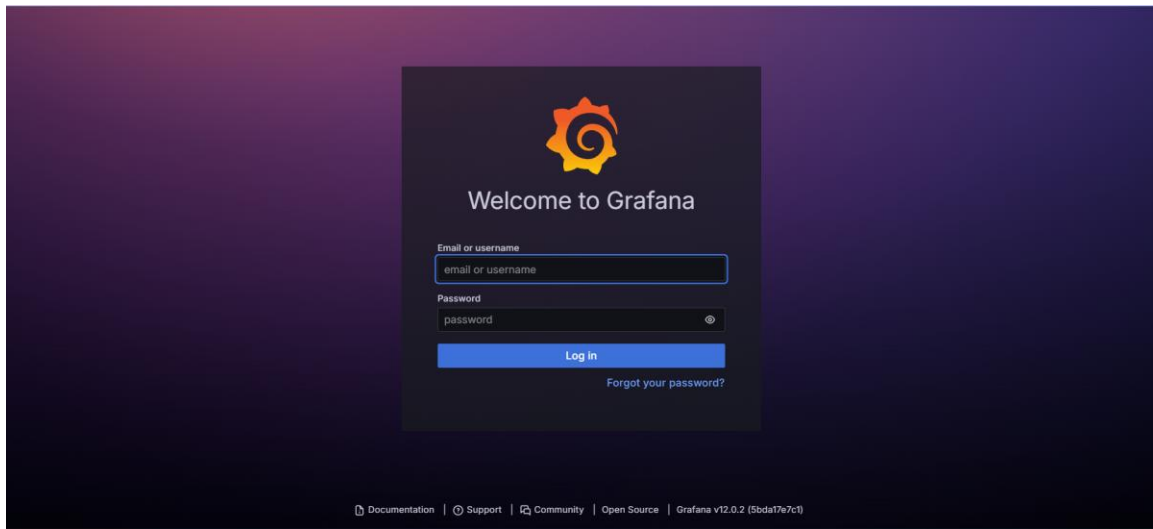 Welcome to Grafana
Email or username
email or username
Password
password
Log in
Forgot your password?
Documentation | Support | Community | Open Source | Grafana v12.0.2 (5bda17e7c1)